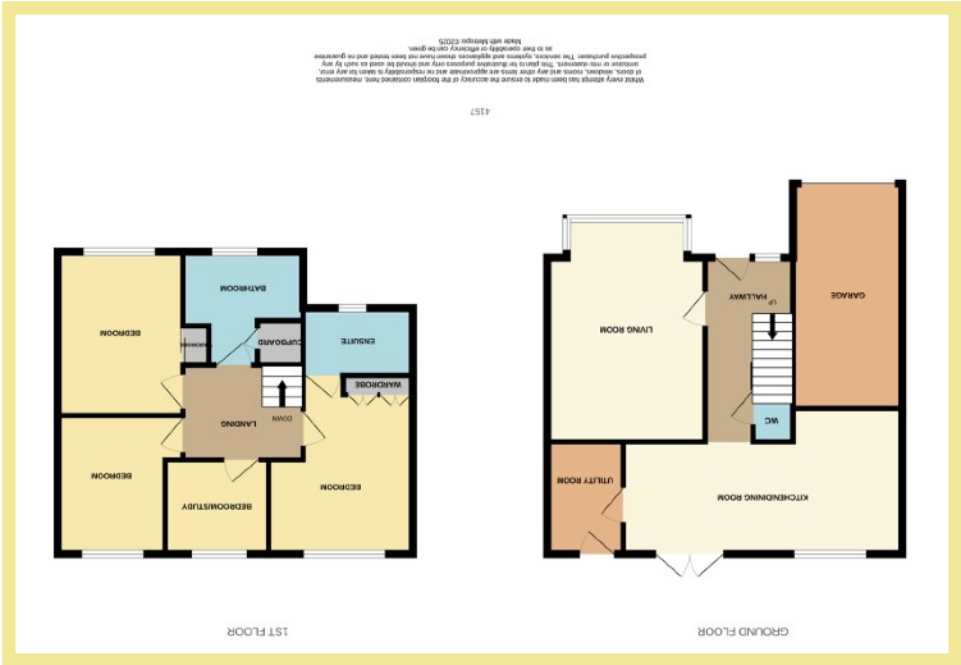 GROUND FLOOR
KITCHEN/DINING ROOM
UTILITY ROOM
WC
LIVING ROOM
UP
HALLWAY
GARAGE
1ST FLOOR
BEDROOM
BEDROOM/STUDY
BEDROOM
LANDING
DOWN
WARDROBE
ENSUITE
CUPBOARD
BEDROOM
BATHROOM
4157
Whilst every attempt has been made to ensure the accuracy of the floorplan contained here, measurements
of doors, windows, rooms and any other items are approximate and no responsibility is taken for any error,
omission or mis-statement. This plan is for illustrative purposes only and should be used as such by any
prospective purchaser. The services, systems and appliances shown have not been tested and no guarantee
as to their operability or efficiency can be given.
Made with Metropix ©2025